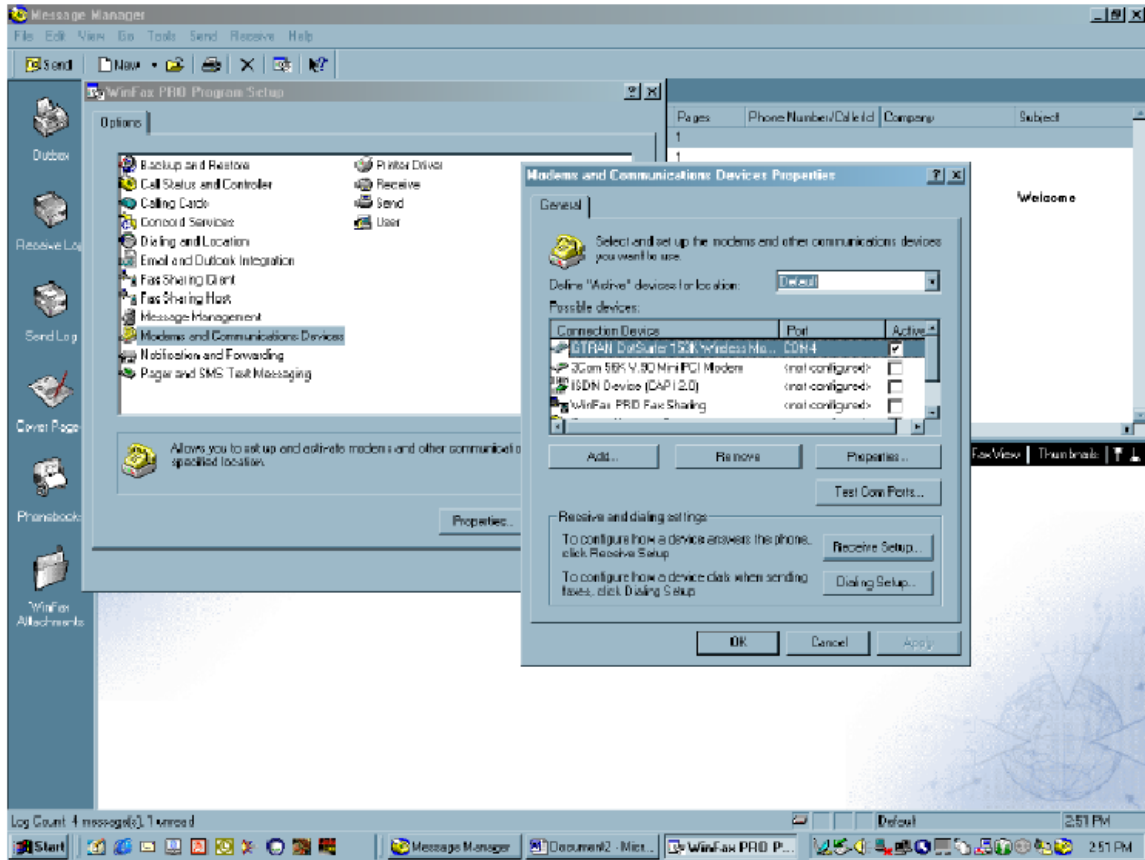 Message Manager
File Edit View Go Tools Send Receive Help
Send New
WinFax PRO Program Setup
Options
Backup and Restore
Call Status and Controller
Calling Cards
Concord Services
Dialing and Location
Email and Outlook Integration
Fax Sharing Client
Fax Sharing Host
Message Management
Modems and Communications Devices
Notification and Forwarding
Pager and SMS Text Messaging
Printer Driver
Receive
Send
User
Allows you to set up and activate modems and other communicatio
specified location.
Properties..
Outbox
Receive Log
Send Log
Cover Page
Phonebook
WinFax
Attachments
Pages Phone Number/CallerId Company Subject
1
1
Welcome
FaxView Thumbnails
Modems and Communications Devices Properties
General
Select and set up the modems and other communications devices
you want to use.
Define "Active" devices for location: Default
Possible devices:
Connection Device Port Active
GTRAN DotSurfer 150K Wireless Mo... COM4
3Com 56K V.90 Mini PCI Modem <not configured>
ISDN Device (CAPI 2.0) <not configured>
WinFax PRO Fax Sharing <not configured>
Add... Remove Properties...
Test Com Ports...
Receive and dialing settings
To configure how a device answers the phone,
click Receive Setup
Receive Setup...
To configure how a device dials when sending
faxes, click Dialing Setup
Dialing Setup...
OK Cancel Apply
Log Count: 4 message(s), 1 unread Default 2:51 PM
Start Message Manager Document2 - Micr... WinFax PRO P... 2:51 PM